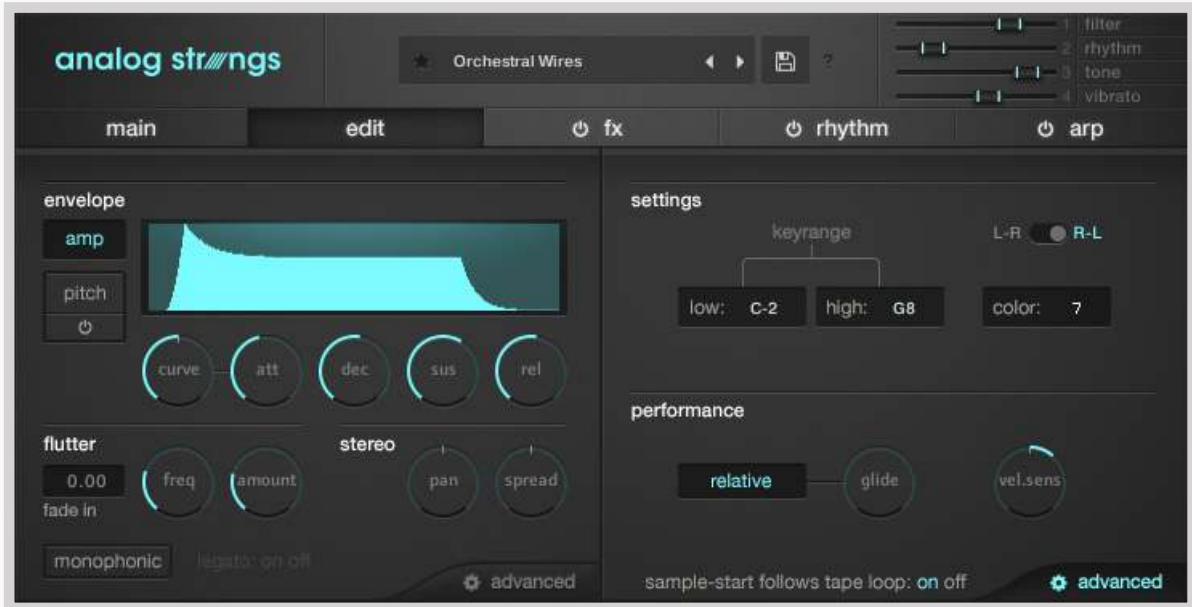 analog strings
Orchestral Wires
?
1 filter
2 rhythm
3 tone
4 vibrato
main
edit
fx
rhythm
arp
envelope
amp
pitch
curve
att
dec
sus
rel
flutter
0.00
fade in
freq
amount
stereo
pan
spread
monophonic
legato: on off
advanced
settings
keyrange
L-R R-L
low: C-2
high: G8
color: 7
performance
relative
glide
vel.sens
sample-start follows tape loop: on off
advanced